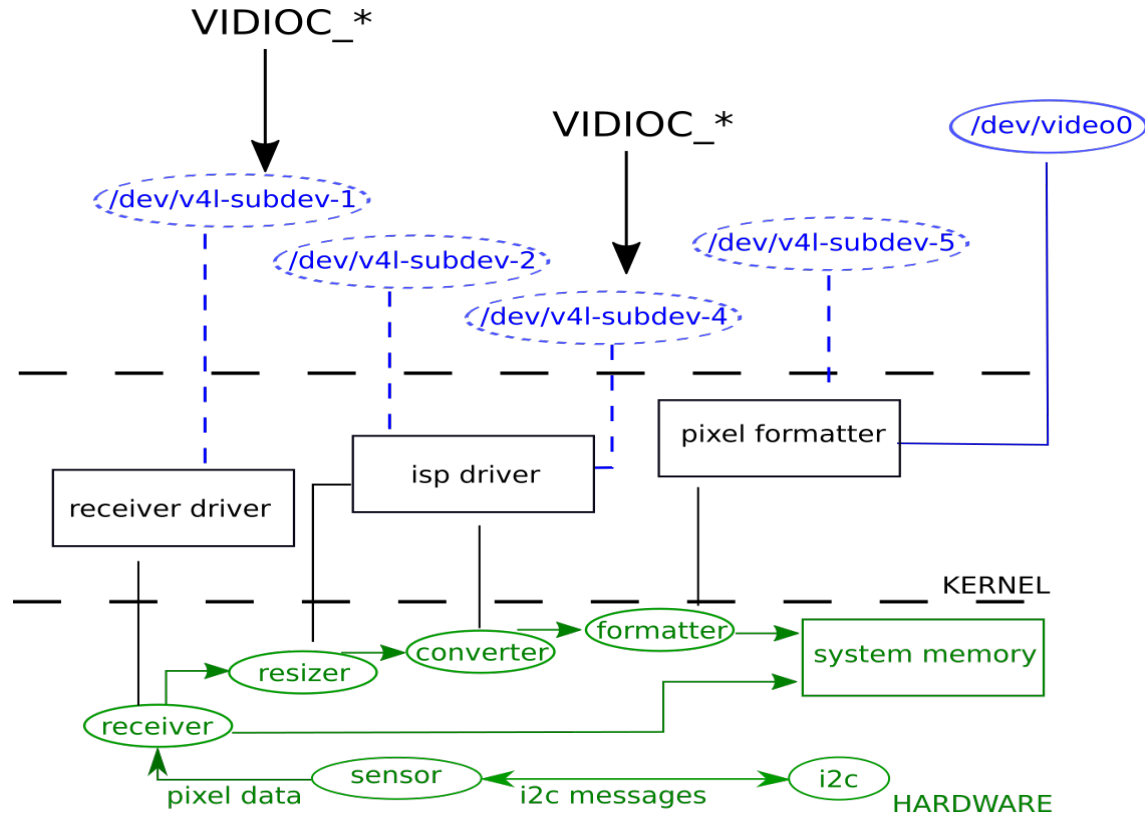 VIDIOC_*
VIDIOC_*
/dev/video0
/dev/v4l-subdev-1
/dev/v4l-subdev-2
/dev/v4l-subdev-5
/dev/v4l-subdev-4
pixel formatter
isp driver
receiver driver
KERNEL
formatter
converter
system memory
resizer
receiver
sensor
i2c
pixel data
i2c messages
HARDWARE